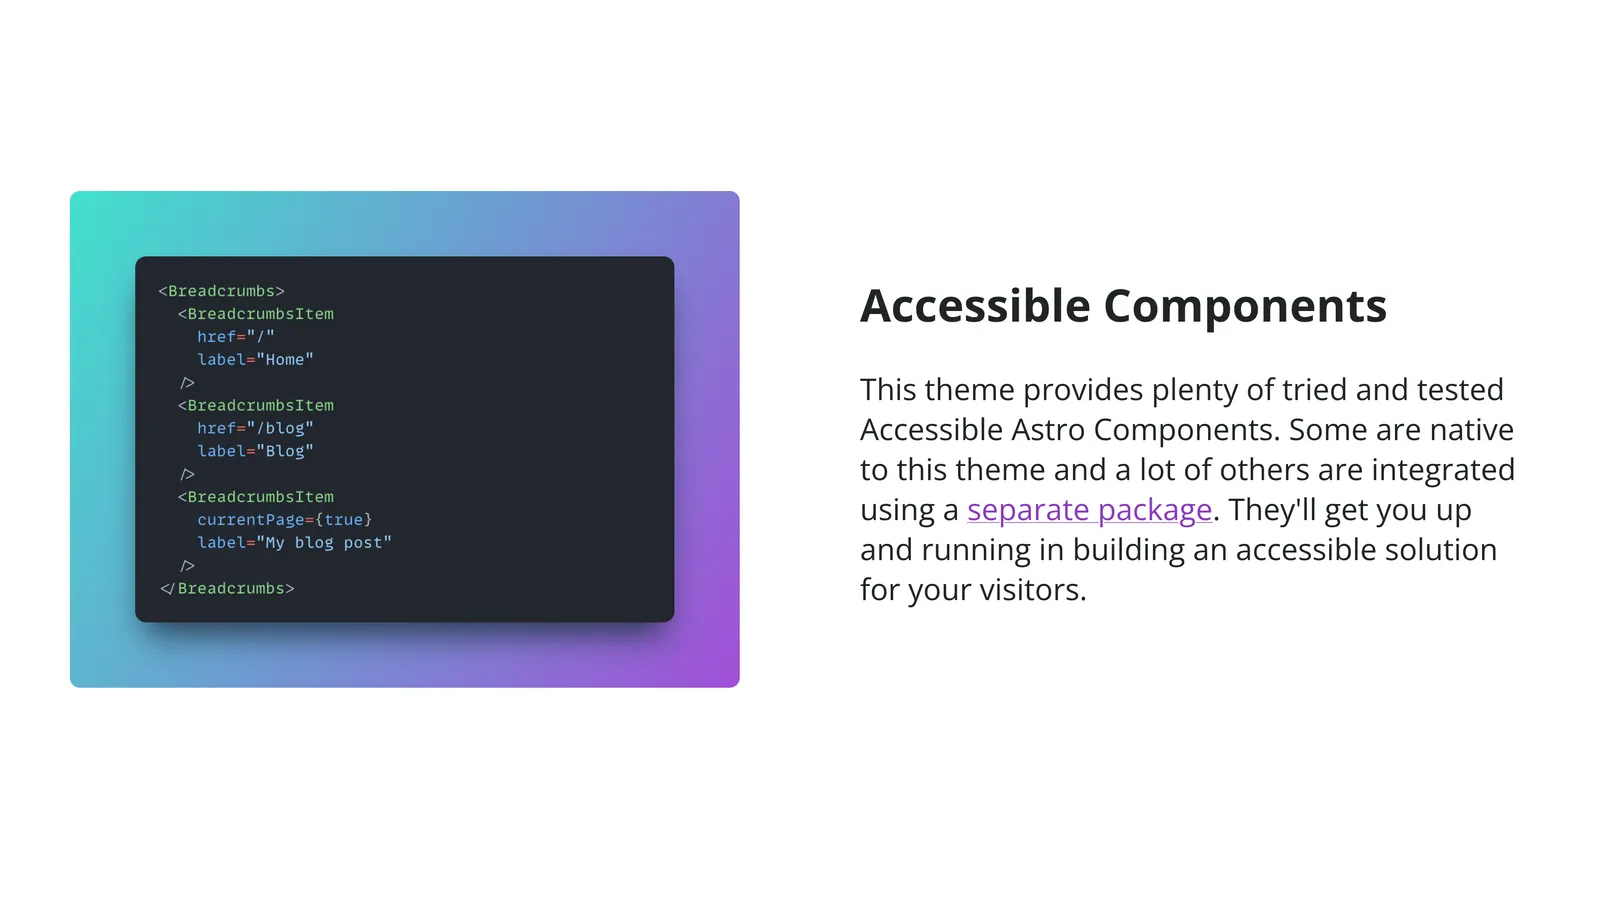 <Breadcrumbs>
  <BreadcrumbsItem
    href="/"
    label="Home"
  />
  <BreadcrumbsItem
    href="/blog"
    label="Blog"
  />
  <BreadcrumbsItem
    currentPage={true}
    label="My blog post"
  />
</Breadcrumbs>
Accessible Components
This theme provides plenty of tried and tested
Accessible Astro Components. Some are native
to this theme and a lot of others are integrated
using a separate package. They'll get you up
and running in building an accessible solution
for your visitors.